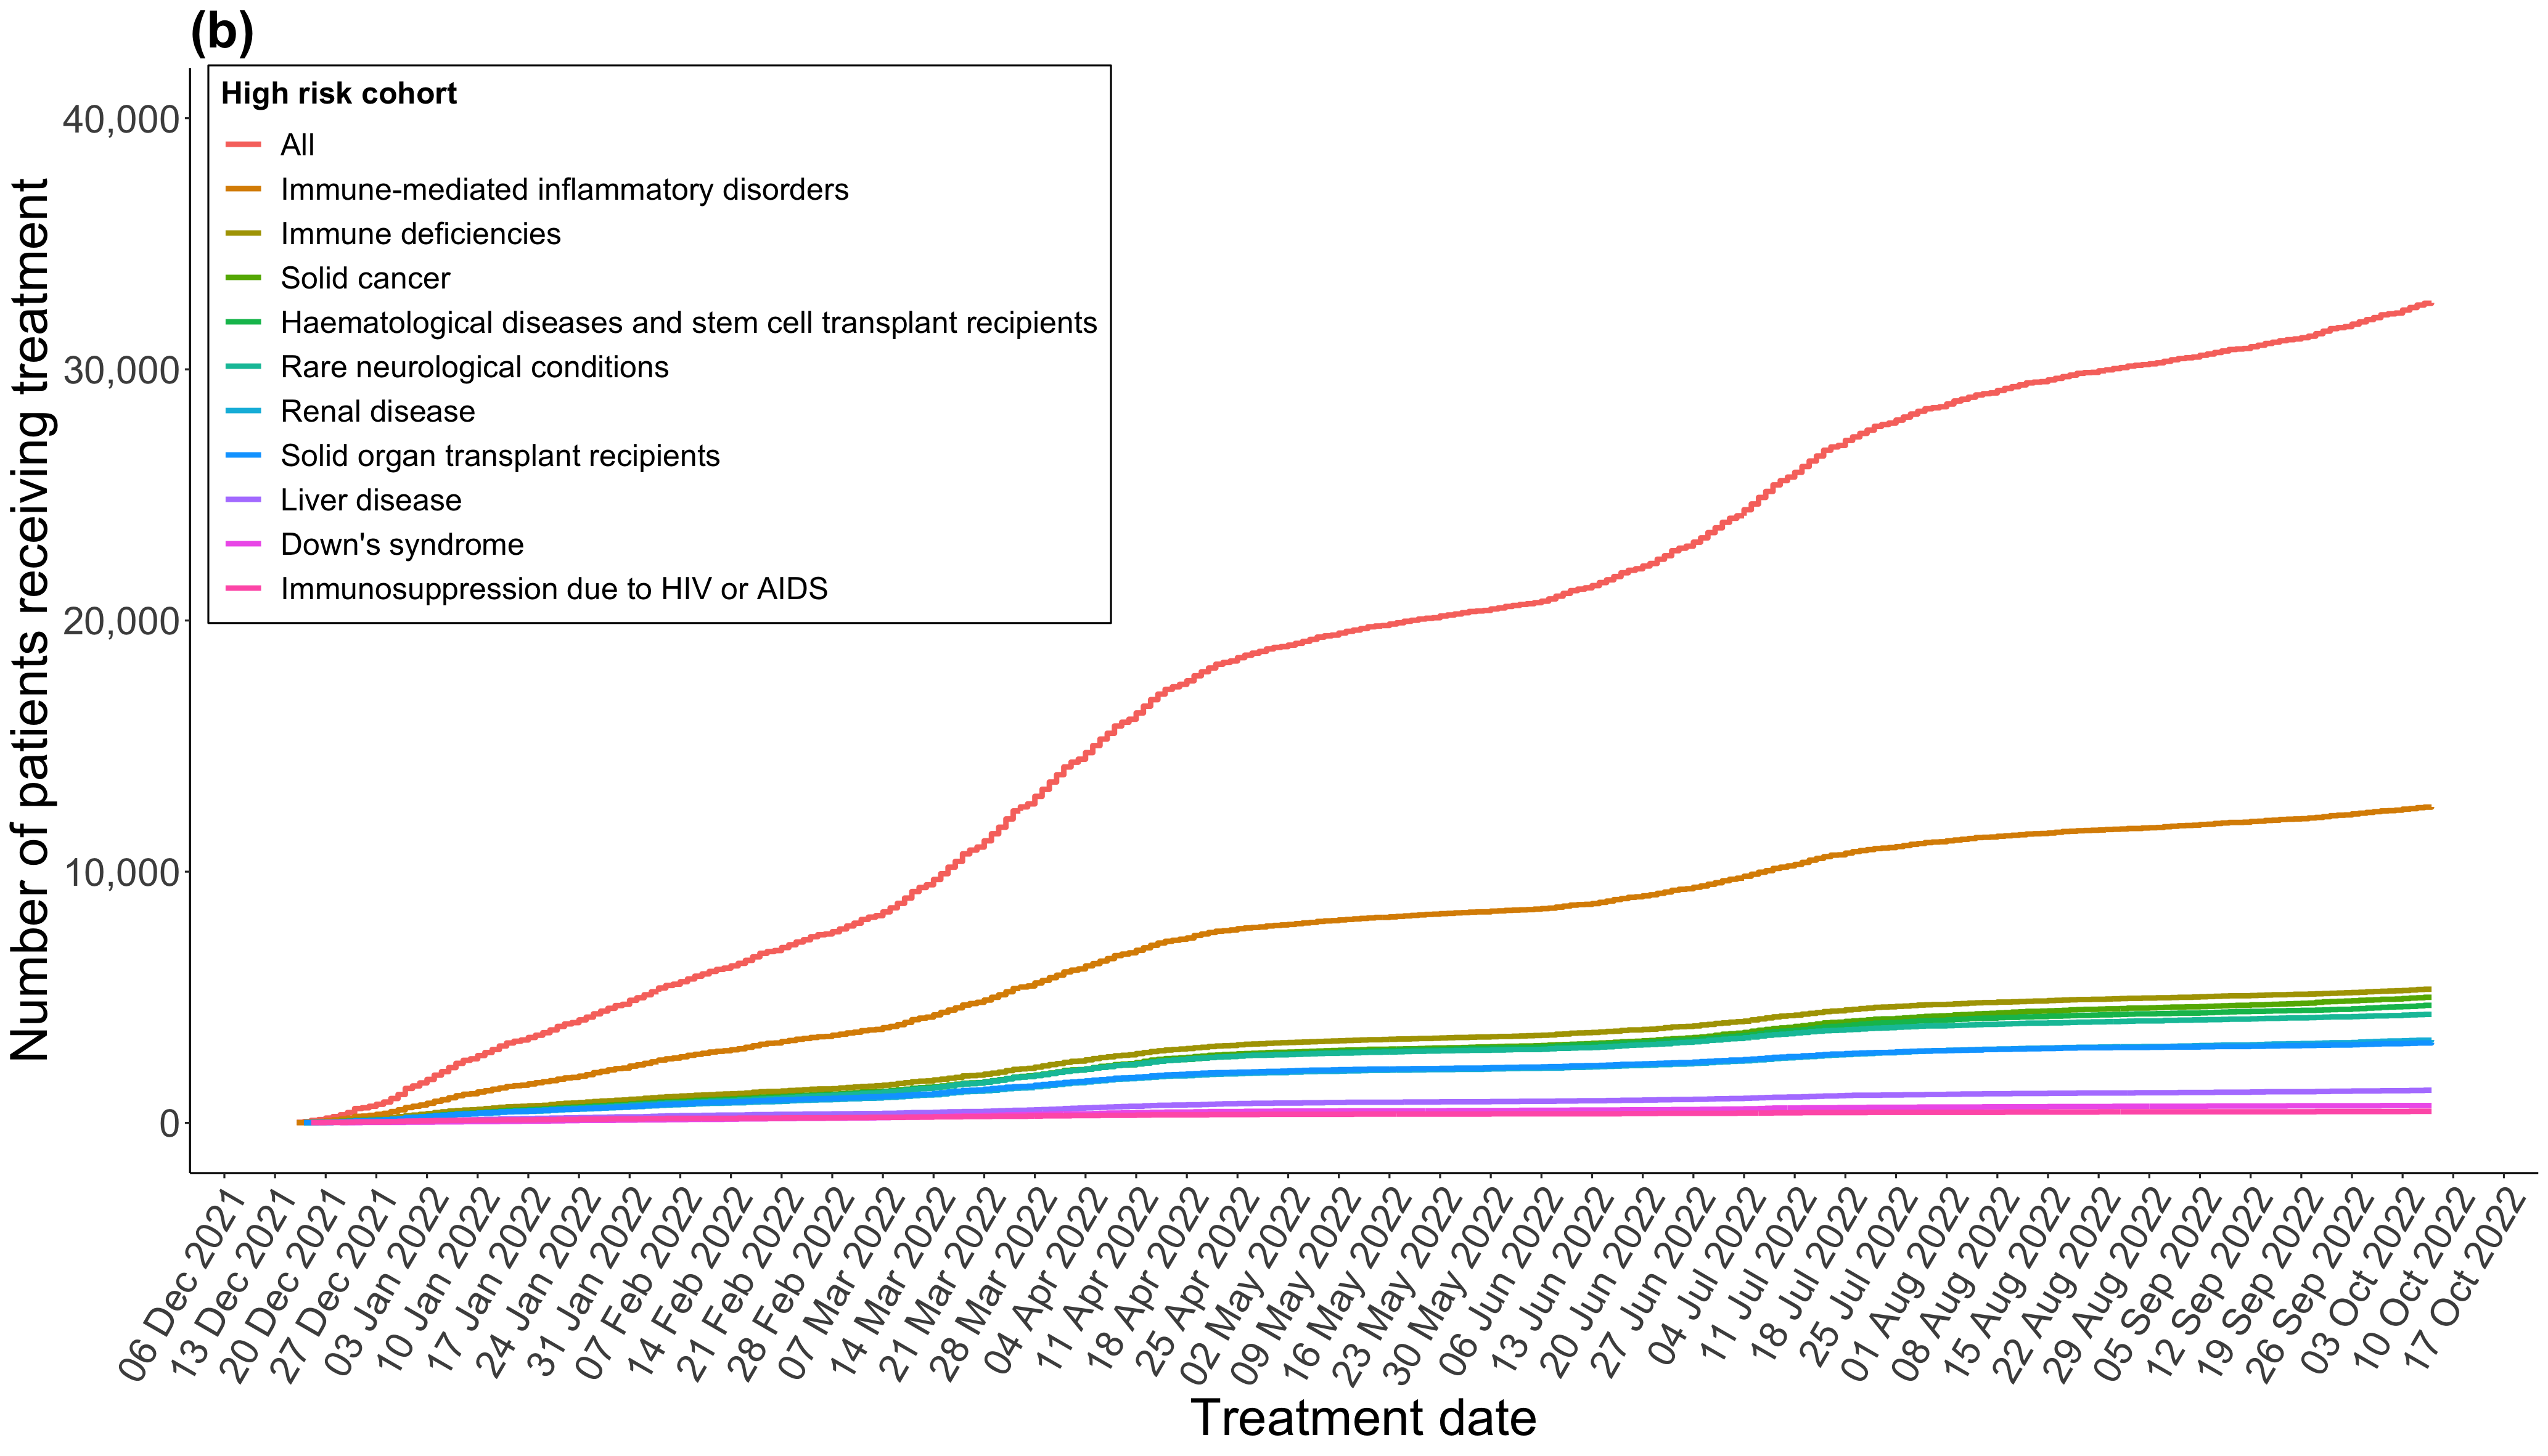 (b)
High risk cohort
All
Immune-mediated inflammatory disorders
Immune deficiencies
Solid cancer
Haematological diseases and stem cell transplant recipients
Rare neurological conditions
Renal disease
Solid organ transplant recipients
Liver disease
Down's syndrome
Immunosuppression due to HIV or AIDS
Number of patients receiving treatment
40,000
30,000
20,000
10,000
0
06 Dec 2021
13 Dec 2021
20 Dec 2021
27 Dec 2021
03 Jan 2022
10 Jan 2022
17 Jan 2022
24 Jan 2022
31 Jan 2022
07 Feb 2022
14 Feb 2022
21 Feb 2022
28 Feb 2022
07 Mar 2022
14 Mar 2022
21 Mar 2022
28 Mar 2022
04 Apr 2022
11 Apr 2022
18 Apr 2022
25 Apr 2022
02 May 2022
09 May 2022
16 May 2022
23 May 2022
30 May 2022
06 Jun 2022
13 Jun 2022
20 Jun 2022
27 Jun 2022
04 Jul 2022
11 Jul 2022
18 Jul 2022
25 Jul 2022
01 Aug 2022
08 Aug 2022
15 Aug 2022
22 Aug 2022
29 Aug 2022
05 Sep 2022
12 Sep 2022
19 Sep 2022
26 Sep 2022
03 Oct 2022
10 Oct 2022
17 Oct 2022
Treatment date